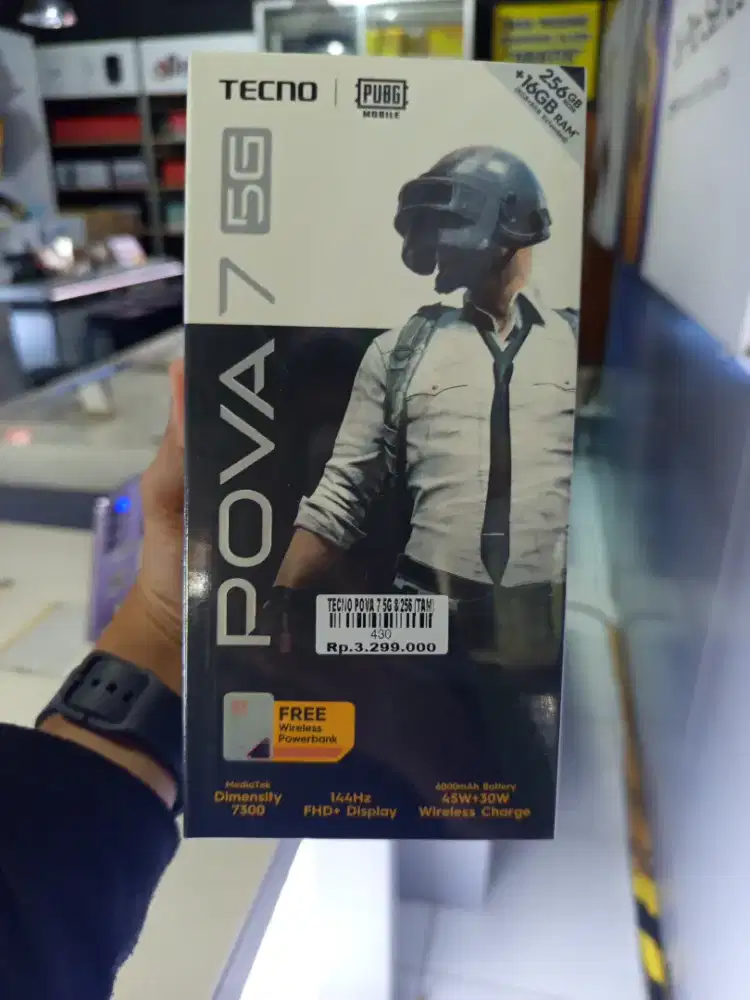 TECNO
PUBG
MOBILE
256GB
+16GB RAM*
POVA 7 5G
TECNO POVA 7 5G 8/256 (TAM)
430
Rp.3.299.000
FREE
Wireless
Powerbank
MediaTek
Dimensity
7300
144Hz
FHD+ Display
6000mAh Battery
45W+30W
Wireless Charge